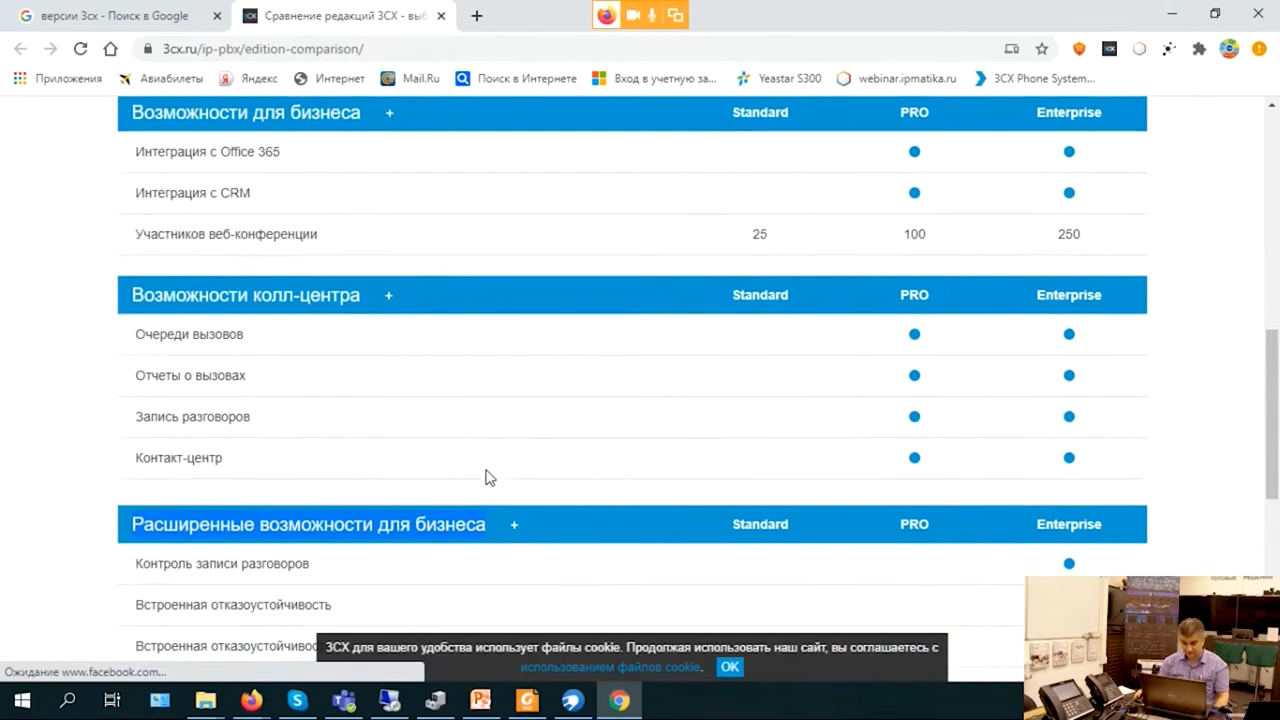 версии 3сх - Поиск в Google
Сравнение редакций 3CX - выб
3cx.ru/ip-pbx/edition-comparison/
Приложения
Авиабилеты
Яндекс
Интернет
Mail.Ru
Поиск в Интернете
Вход в учетную за...
Yeastar S300
webinar.ipmatika.ru
3CX Phone System...
Возможности для бизнеса + Standard PRO Enterprise
Интеграция с Office 365
Интеграция с CRM
Участников веб-конференции 25 100 250
Возможности колл-центра + Standard PRO Enterprise
Очереди вызовов
Отчеты о вызовах
Запись разговоров
Контакт-центр
Расширенные возможности для бизнеса + Standard PRO Enterprise
Контроль записи разговоров
Встроенная отказоустойчивость
Встроенная
3CX для вашего удобства использует файлы cookie. Продолжая использовать наш сайт, вы соглашаетесь с
использованием файлов cookie. OK
Ожидание www.facebook.com...
ГОТОВЫЕ РЕШЕНИЯ